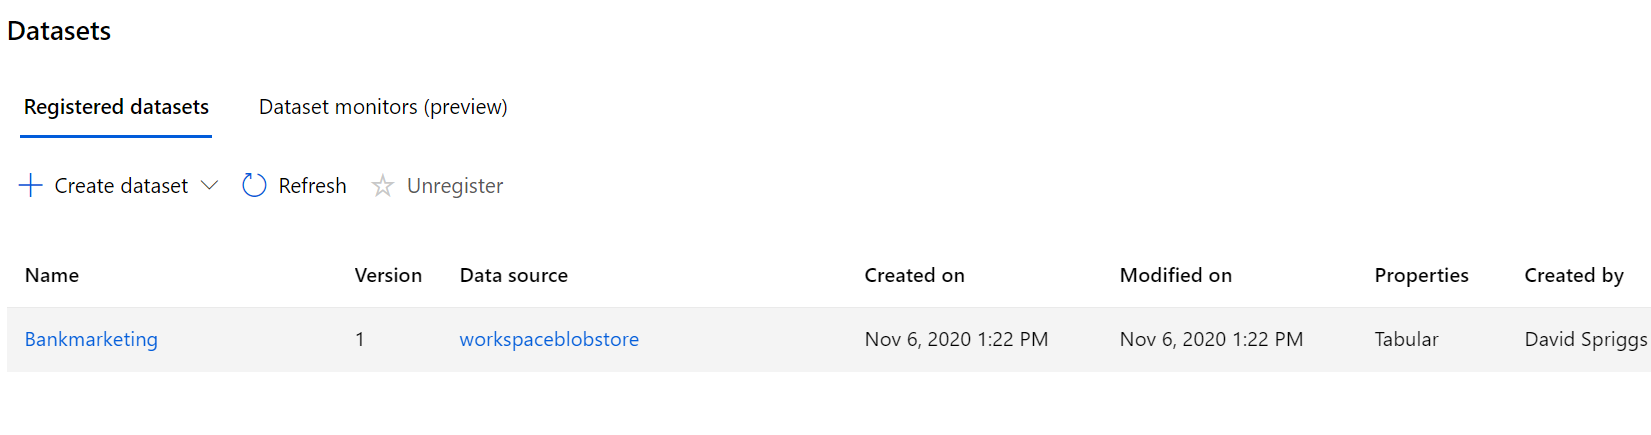 Datasets
Registered datasets Dataset monitors (preview)
Create dataset Refresh Unregister
Name Version Data source Created on Modified on Properties Created by
Bankmarketing 1 workspaceblobstore Nov 6, 2020 1:22 PM Nov 6, 2020 1:22 PM Tabular David Spriggs